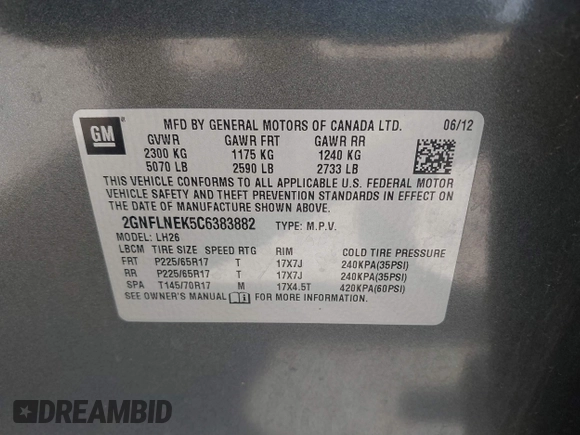 GM
MFD BY GENERAL MOTORS OF CANADA LTD. 06/12
GVWR GAWR FRT GAWR RR
2300 KG 1175 KG 1240 KG
5070 LB 2590 LB 2733 LB
THIS VEHICLE CONFORMS TO ALL APPLICABLE U.S. FEDERAL MOTOR
VEHICLE SAFETY AND THEFT PREVENTION STANDARDS IN EFFECT ON
THE DATE OF MANUFACTURE SHOWN ABOVE.
2GNFLNEK5C6383882 TYPE: M.P.V.
MODEL: LH26
LBCM TIRE SIZE SPEED RTG RIM COLD TIRE PRESSURE
FRT P225/65R17 T 17X7J 240KPA(35PSI)
RR P225/65R17 T 17X7J 240KPA(35PSI)
SPA T145/70R17 M 17X4.5T 420KPA(60PSI)
SEE OWNER'S MANUAL FOR MORE INFORMATION.
DREAMBID